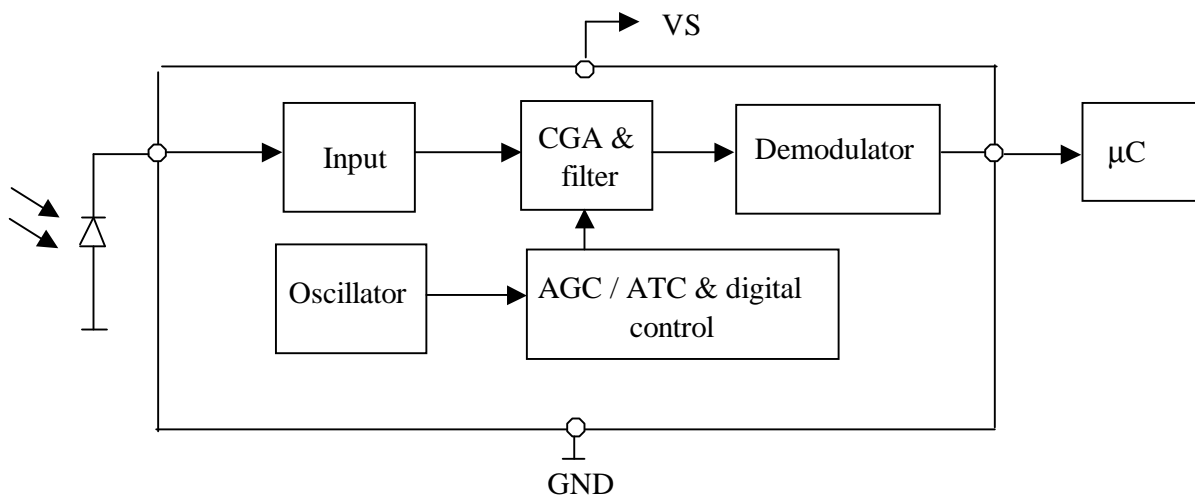 VS
Input
CGA &
filter
Demodulator
μC
Oscillator
AGC / ATC & digital
control
GND